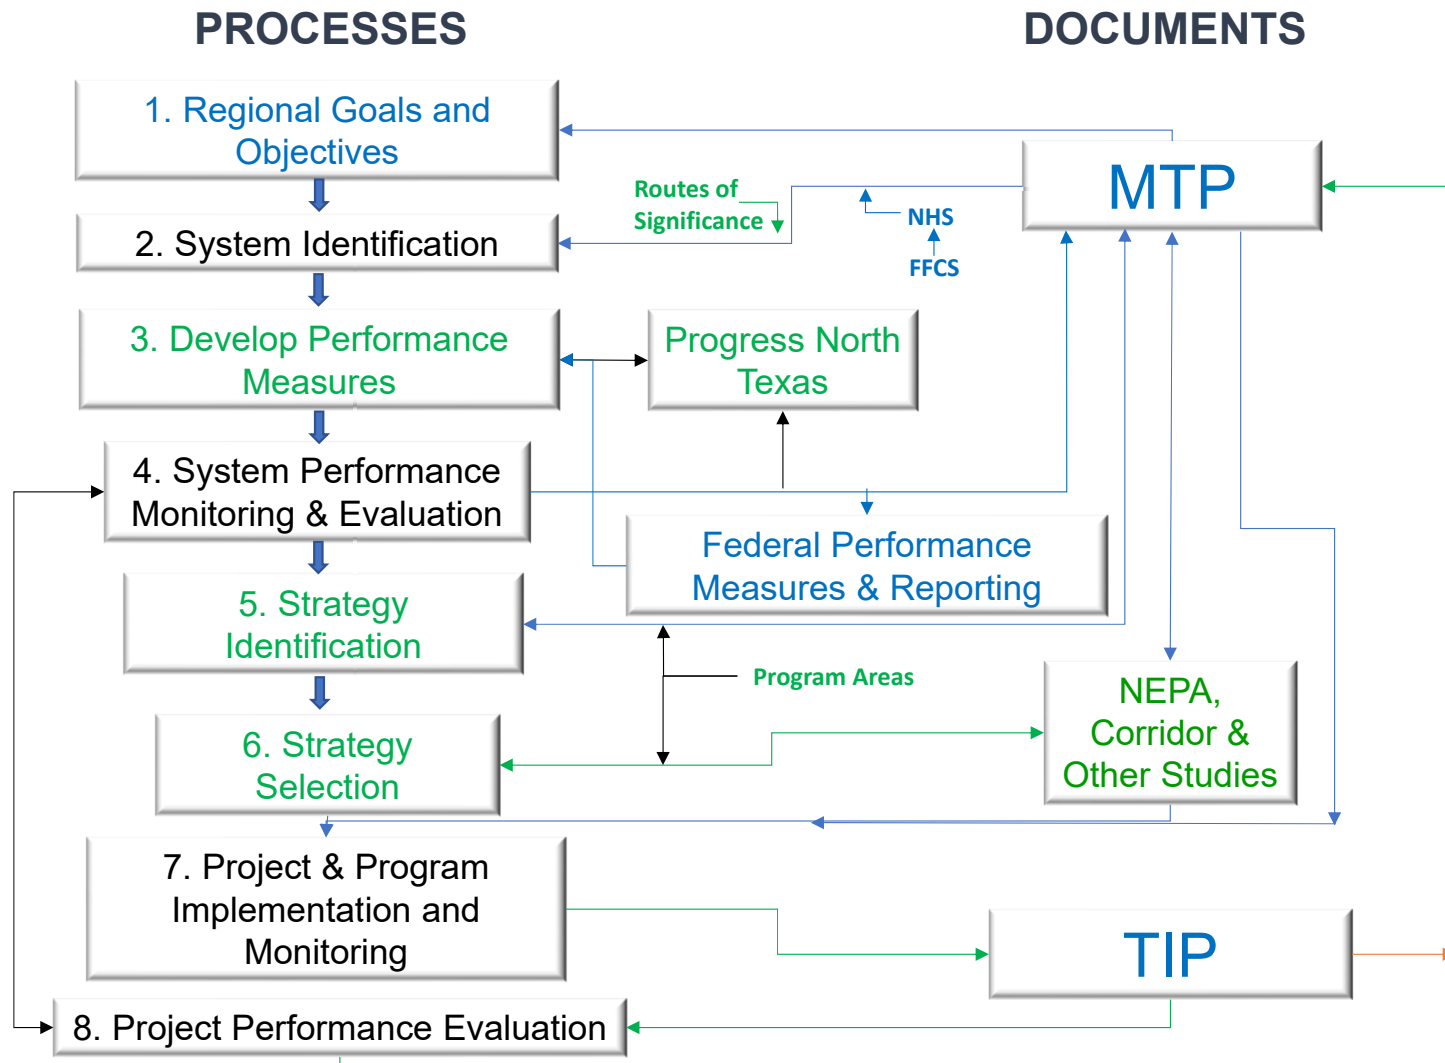 PROCESSES
DOCUMENTS
1. Regional Goals and
Objectives
MTP
Routes of
Significance
NHS
FFCS
2. System Identification
3. Develop Performance
Measures
Progress North
Texas
4. System Performance
Monitoring & Evaluation
Federal Performance
Measures & Reporting
5. Strategy
Identification
Program Areas
NEPA,
Corridor &
Other Studies
6. Strategy
Selection
7. Project & Program
Implementation and
Monitoring
TIP
8. Project Performance Evaluation